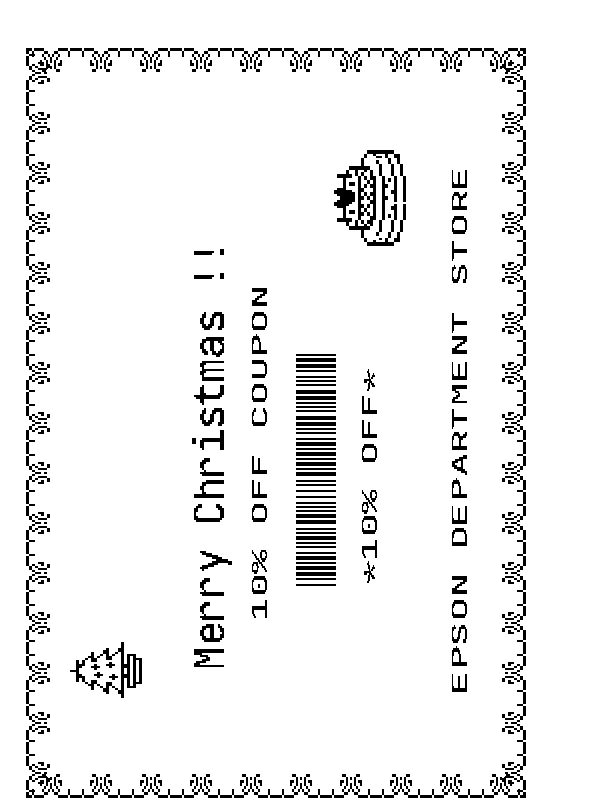 Merry Christmas !!
10% OFF COUPON
*10% OFF*
EPSON DEPARTMENT STORE